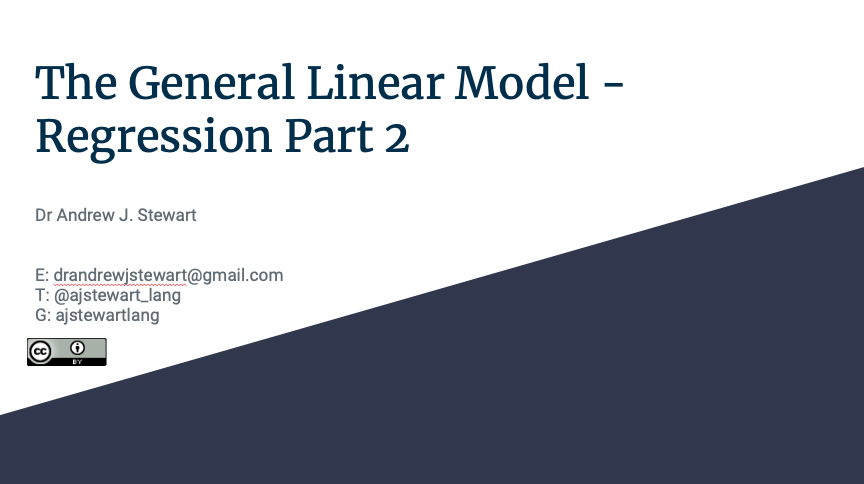 The General Linear Model -
Regression Part 2
Dr Andrew J. Stewart
E: drandrewjstewart@gmail.com
T: @ajstewart_lang
G: ajstewartlang
cc
BY